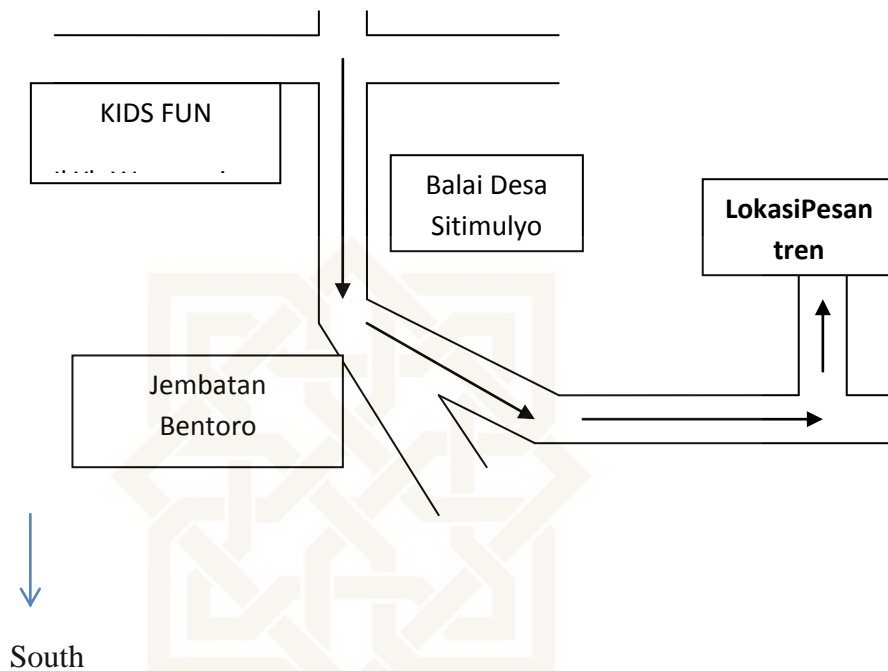 KIDS FUN
Balai Desa
Sitimulyo
LokasiPesan
tren
Jembatan
Bentoro
South